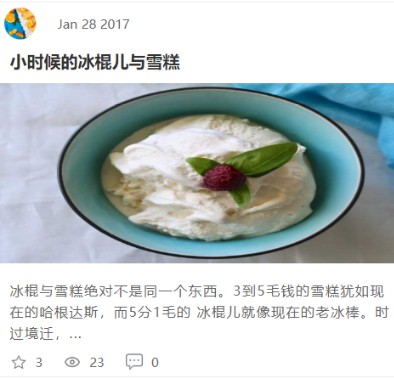 Jan 28 2017
小时候的冰棍儿与雪糕
冰棍与雪糕绝对不是同一个东西。3到5毛钱的雪糕犹如现
在的哈根达斯，而5分1毛的 冰棍儿就像现在的老冰棒。时
过境迁，...
3 23 0